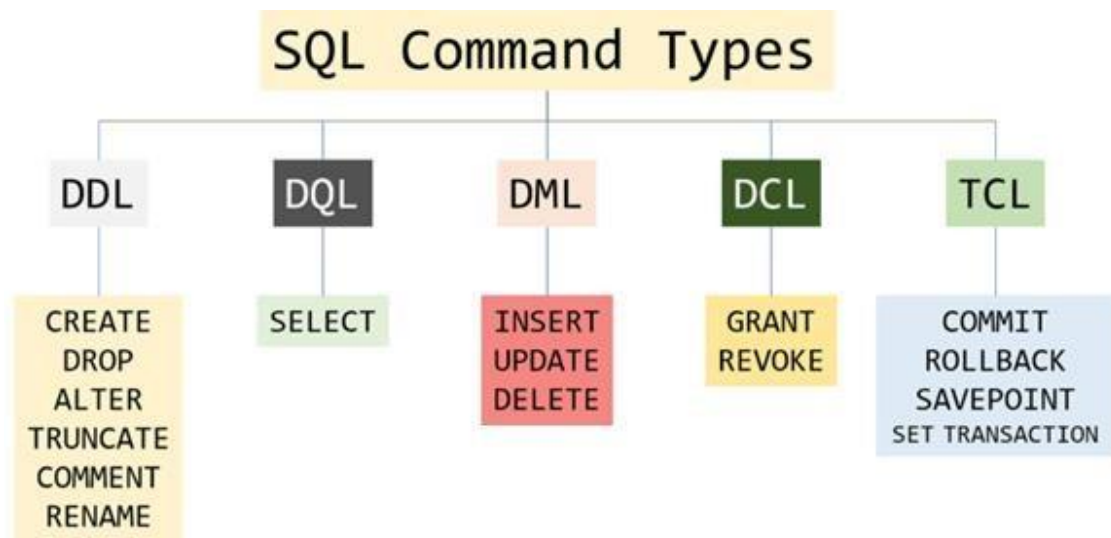 SQL Command Types
DDL
DQL
DML
DCL
TCL
CREATE
DROP
ALTER
TRUNCATE
COMMENT
RENAME
SELECT
INSERT
UPDATE
DELETE
GRANT
REVOKE
COMMIT
ROLLBACK
SAVEPOINT
SET TRANSACTION